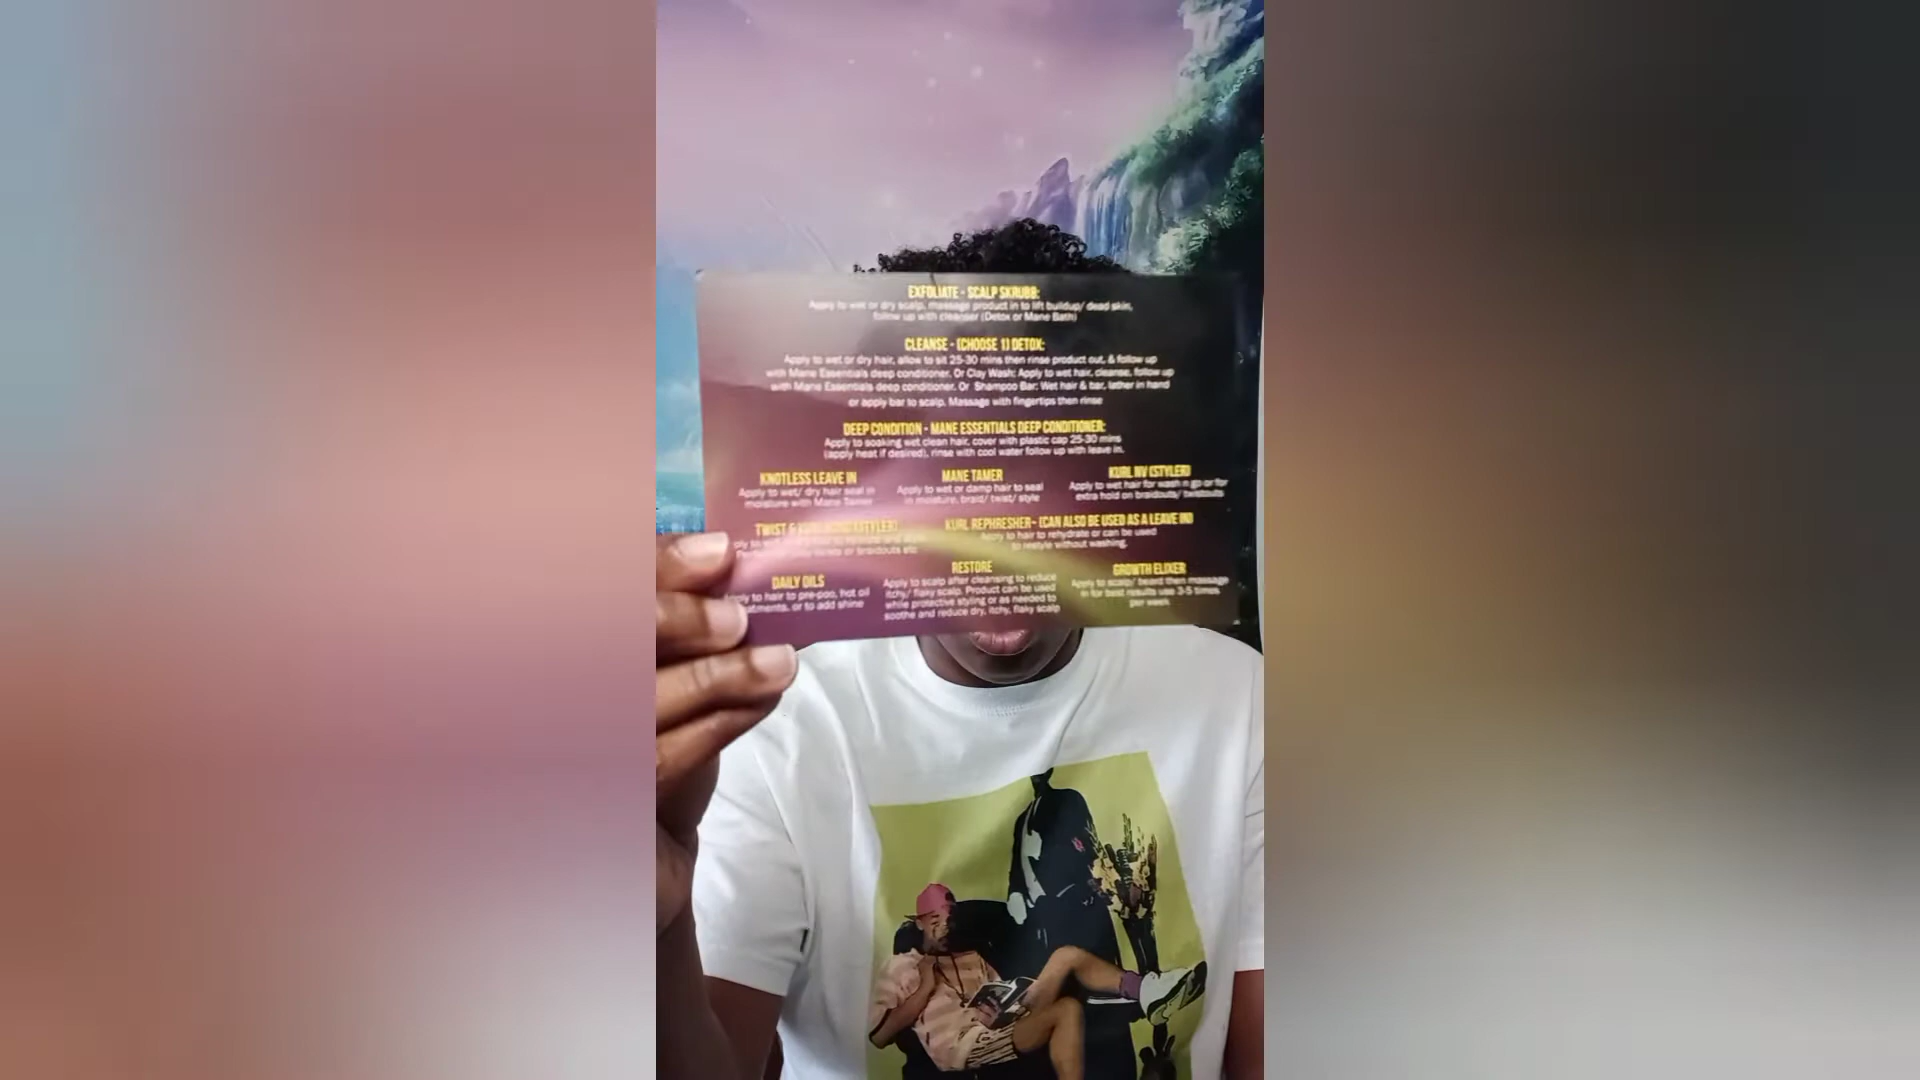 EXFOLIATE - SCALP SKRUBB:
Apply to wet or dry scalp, massage product in to lift buildup/ dead skin,
follow up with cleanser (Detox or Mane Bath)
CLEANSE - (CHOOSE 1) DETOX:
Apply to wet or dry hair, allow to sit 25-30 mins then rinse product out, & follow up
with Mane Essentials deep conditioner. Or Clay Wash: Apply to wet hair, cleanse, follow up
with Mane Essentials deep conditioner. Or Shampoo Bar: Wet hair & bar, lather in hand
or apply bar to scalp. Massage with fingertips then rinse
DEEP CONDITION - MANE ESSENTIALS DEEP CONDITIONER:
Apply to soaking wet clean hair, cover with plastic cap 25-30 mins
(apply heat if desired), rinse with cool water follow up with leave in.
KNOTLESS LEAVE IN
Apply to wet/ dry hair seal in
moisture with Mane Tamer
MANE TAMER
Apply to wet or damp hair to seal
in moisture, braid/ twist/ style
KURL NV (STYLER)
Apply to wet hair for wash n go or for
extra hold on braidouts/ twistouts
TWIST & (STYLER)
or braidouts etc
KURL REPHRESHER- (CAN ALSO BE USED AS A LEAVE IN)
Apply to hair to rehydrate or can be used
to restyle without washing.
DAILY OILS
to hair to pre-poo, hot oil
or to add shine
RESTORE
Apply to scalp after cleansing to reduce
itchy/ flaky scalp. Product can be used
while protective styling or as needed to
soothe and reduce dry, itchy, flaky scalp
GROWTH ELIXER
Apply to scalp/ beard then massage
in for best results use 3-5 times
per week